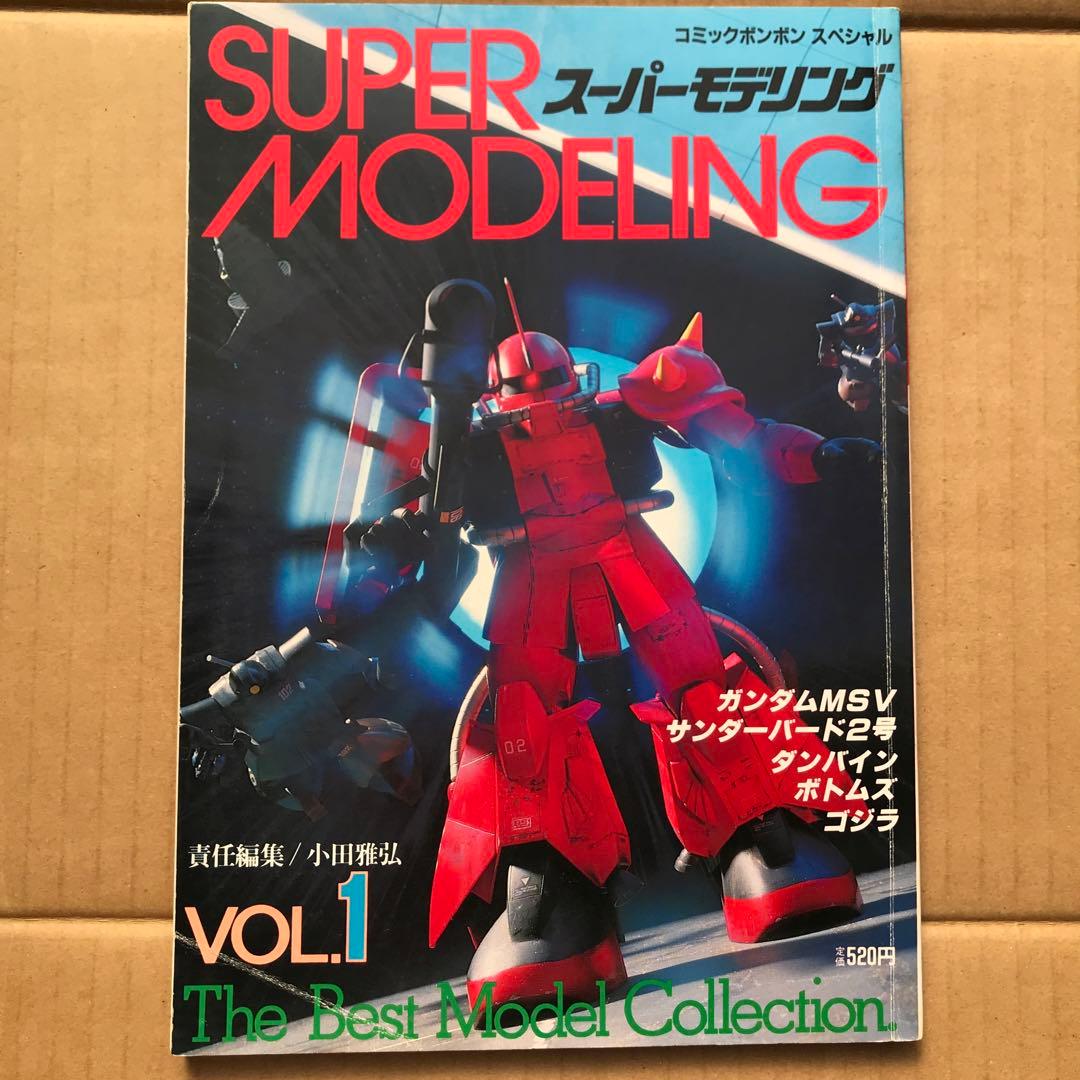 コミックボンボン スペシャル
SUPER
スーパーモデリング
MODELING
02
102
02
ガンダムMSV
サンダーバード2号
ダンバイン
ボトムズ
ゴジラ
責任編集/小田雅弘
VOL.1
定価520円
The Best Model Collection.